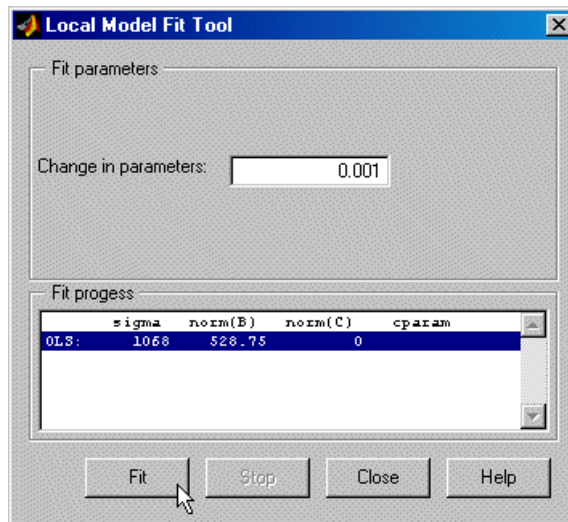 Local Model Fit Tool
Fit parameters
Change in parameters: 0.001
Fit progess
sigma norm(B) norm(C) cparam
OLS: 1068 528.75 0
Fit Stop Close Help